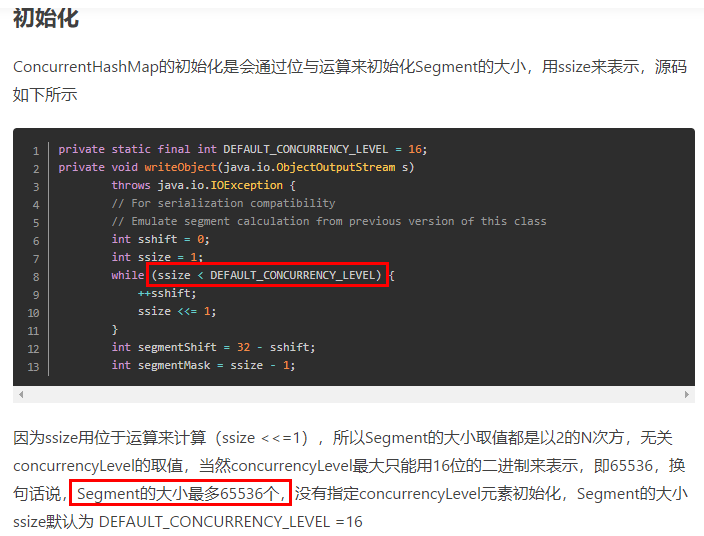 初始化
ConcurrentHashMap的初始化是会通过位与运算来初始化Segment的大小，用ssize来表示，源码
如下所示
1 private static final int DEFAULT_CONCURRENCY_LEVEL = 16;
2 private void writeObject(java.io.ObjectOutputStream s)
3 throws java.io.IOException {
4 // For serialization compatibility
5 // Emulate segment calculation from previous version of this class
6 int sshift = 0;
7 int ssize = 1;
8 while (ssize < DEFAULT_CONCURRENCY_LEVEL) {
9 ++sshift;
10 ssize <<= 1;
11 }
12 int segmentShift = 32 - sshift;
13 int segmentMask = ssize - 1;
因为ssize用位于运算来计算（ssize <<=1），所以Segment的大小取值都是以2的N次方，无关
concurrencyLevel的取值，当然concurrencyLevel最大只能用16位的二进制来表示，即65536，换
句话说，Segment的大小最多65536个，没有指定concurrencyLevel元素初始化，Segment的大小
ssize默认为 DEFAULT_CONCURRENCY_LEVEL =16